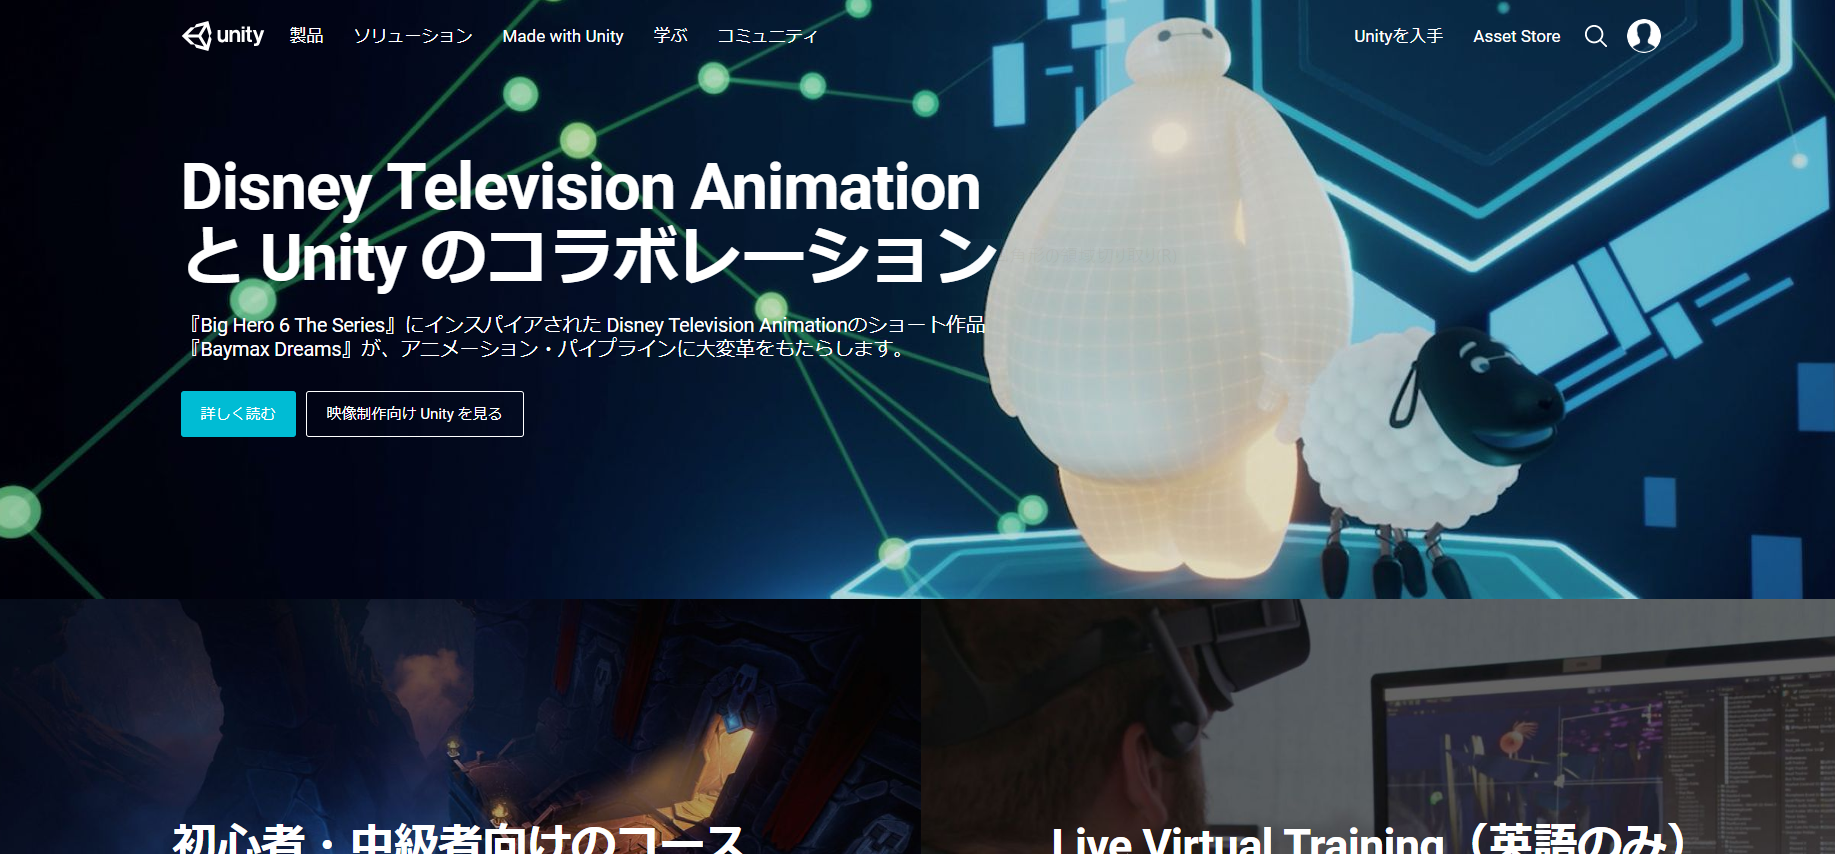 unity
製品
ソリューション
Made with Unity
学ぶ
コミュニティ
Unityを入手
Asset Store
Disney Television Animation
と Unity のコラボレーション
『Big Hero 6 The Series』にインスパイアされた Disney Television Animationのショート作品
『Baymax Dreams』が、アニメーション・パイプラインに大変革をもたらします。
詳しく読む
映像制作向け Unity を見る
初心者・中級者向けのコース
Live Virtual Training（英語のみ）